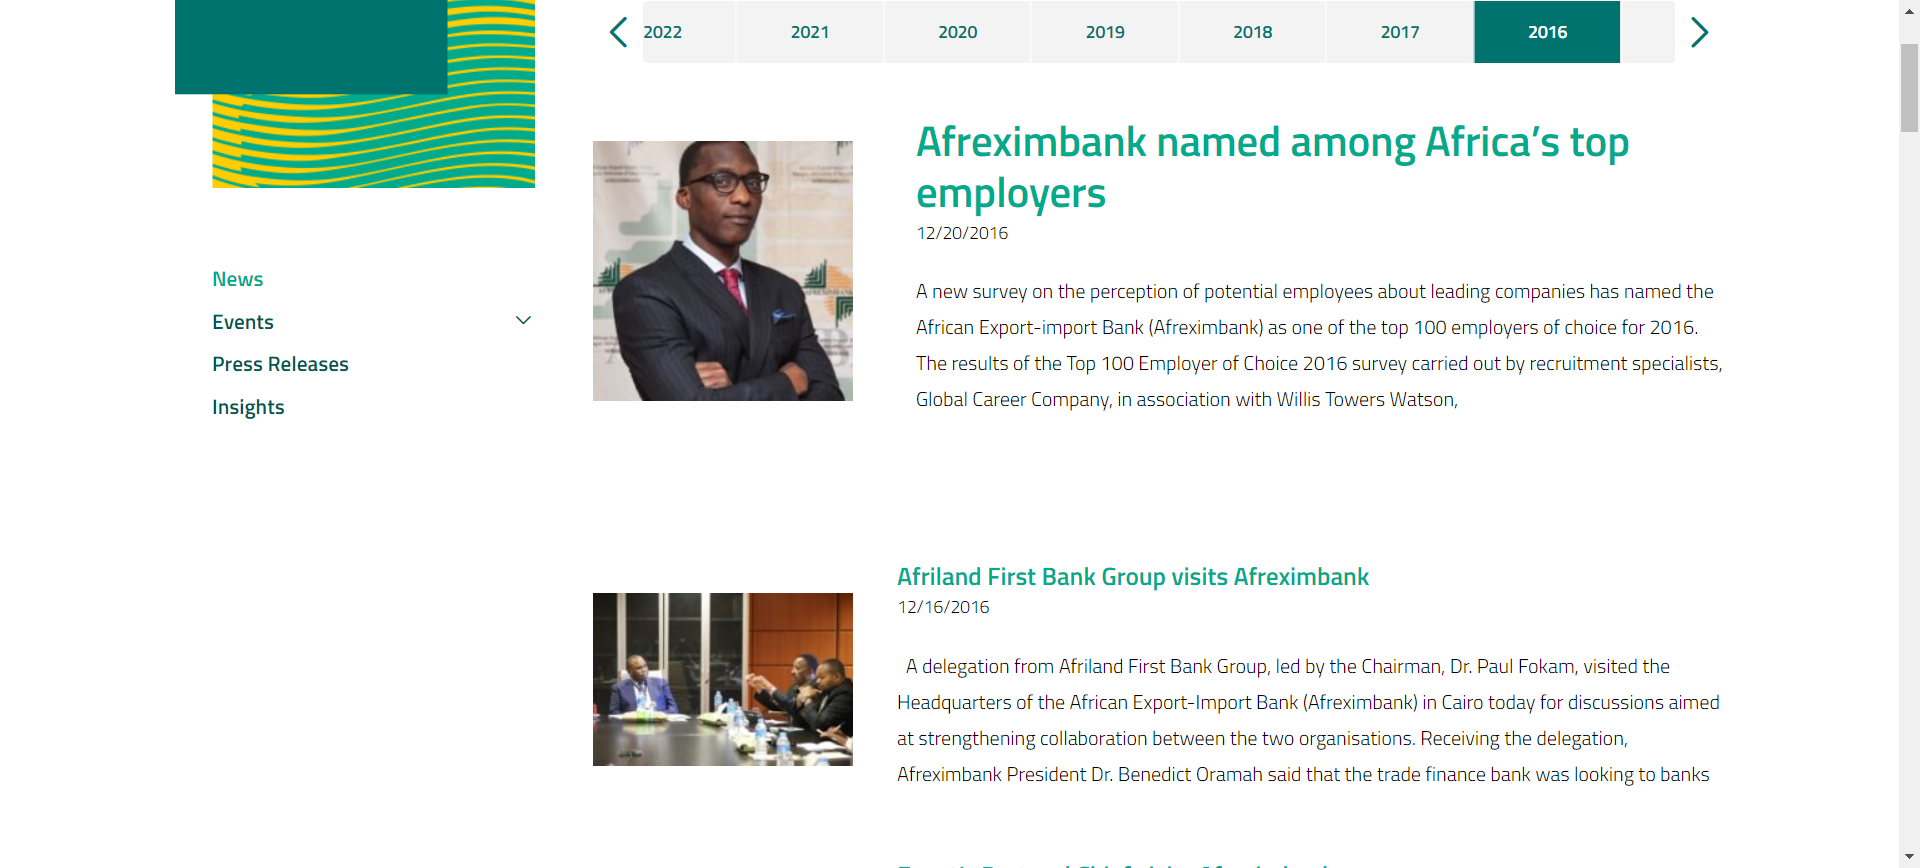 2022
2021
2020
2019
2018
2017
2016
Afreximbank named among Africa’s top
employers
12/20/2016
A new survey on the perception of potential employees about leading companies has named the
African Export-import Bank (Afreximbank) as one of the top 100 employers of choice for 2016.
The results of the Top 100 Employer of Choice 2016 survey carried out by recruitment specialists,
Global Career Company, in association with Willis Towers Watson,
News
Events
Press Releases
Insights
Afriland First Bank Group visits Afreximbank
12/16/2016
A delegation from Afriland First Bank Group, led by the Chairman, Dr. Paul Fokam, visited the
Headquarters of the African Export-Import Bank (Afreximbank) in Cairo today for discussions aimed
at strengthening collaboration between the two organisations. Receiving the delegation,
Afreximbank President Dr. Benedict Oramah said that the trade finance bank was looking to banks